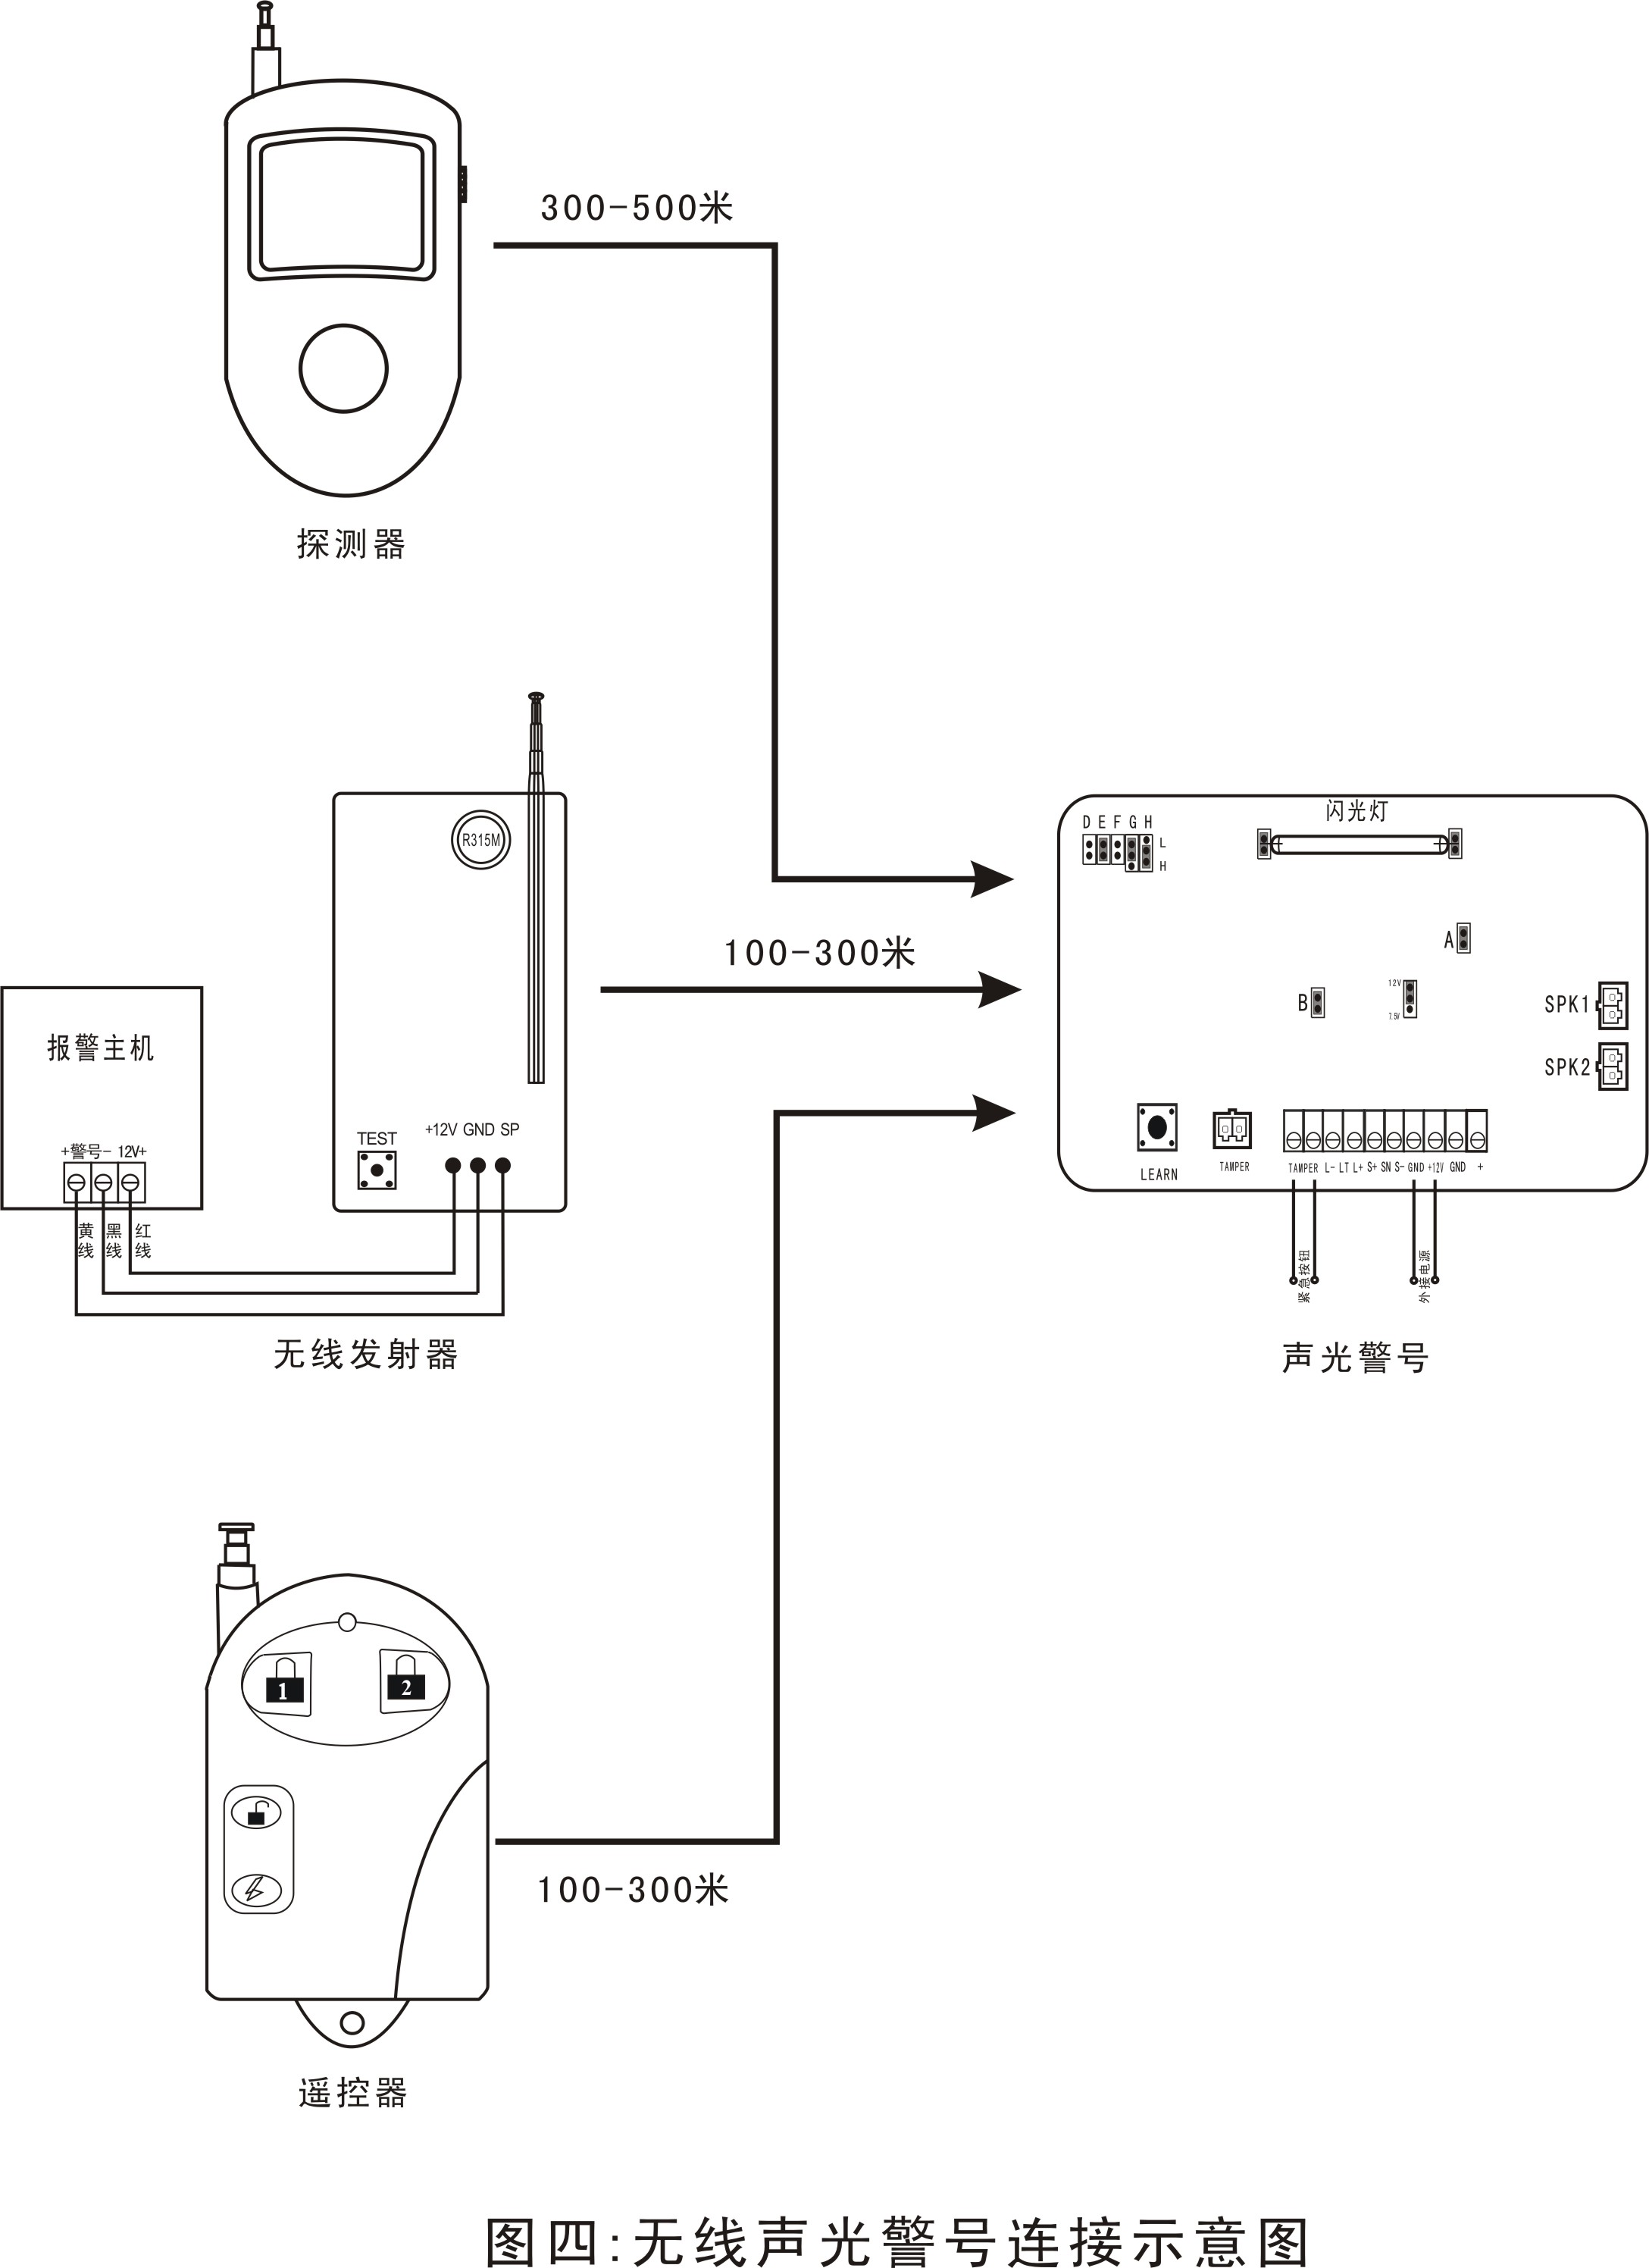 300-500米
探测器
R315M
100-300米
报警主机
+警号- 12V+
黄线
黑线
红线
TEST
+12V GND SP
无线发射器
闪光灯
D E F G H
L
H
A
B
12V
7.5V
SPK1
SPK2
LEARN
TAMPER
TAMPER L- LT L+ S+ SN S- GND +12V GND +
紧急按钮
外接电源
声光警号
1
2
100-300米
遥控器
图四:无线声光警号连接示意图